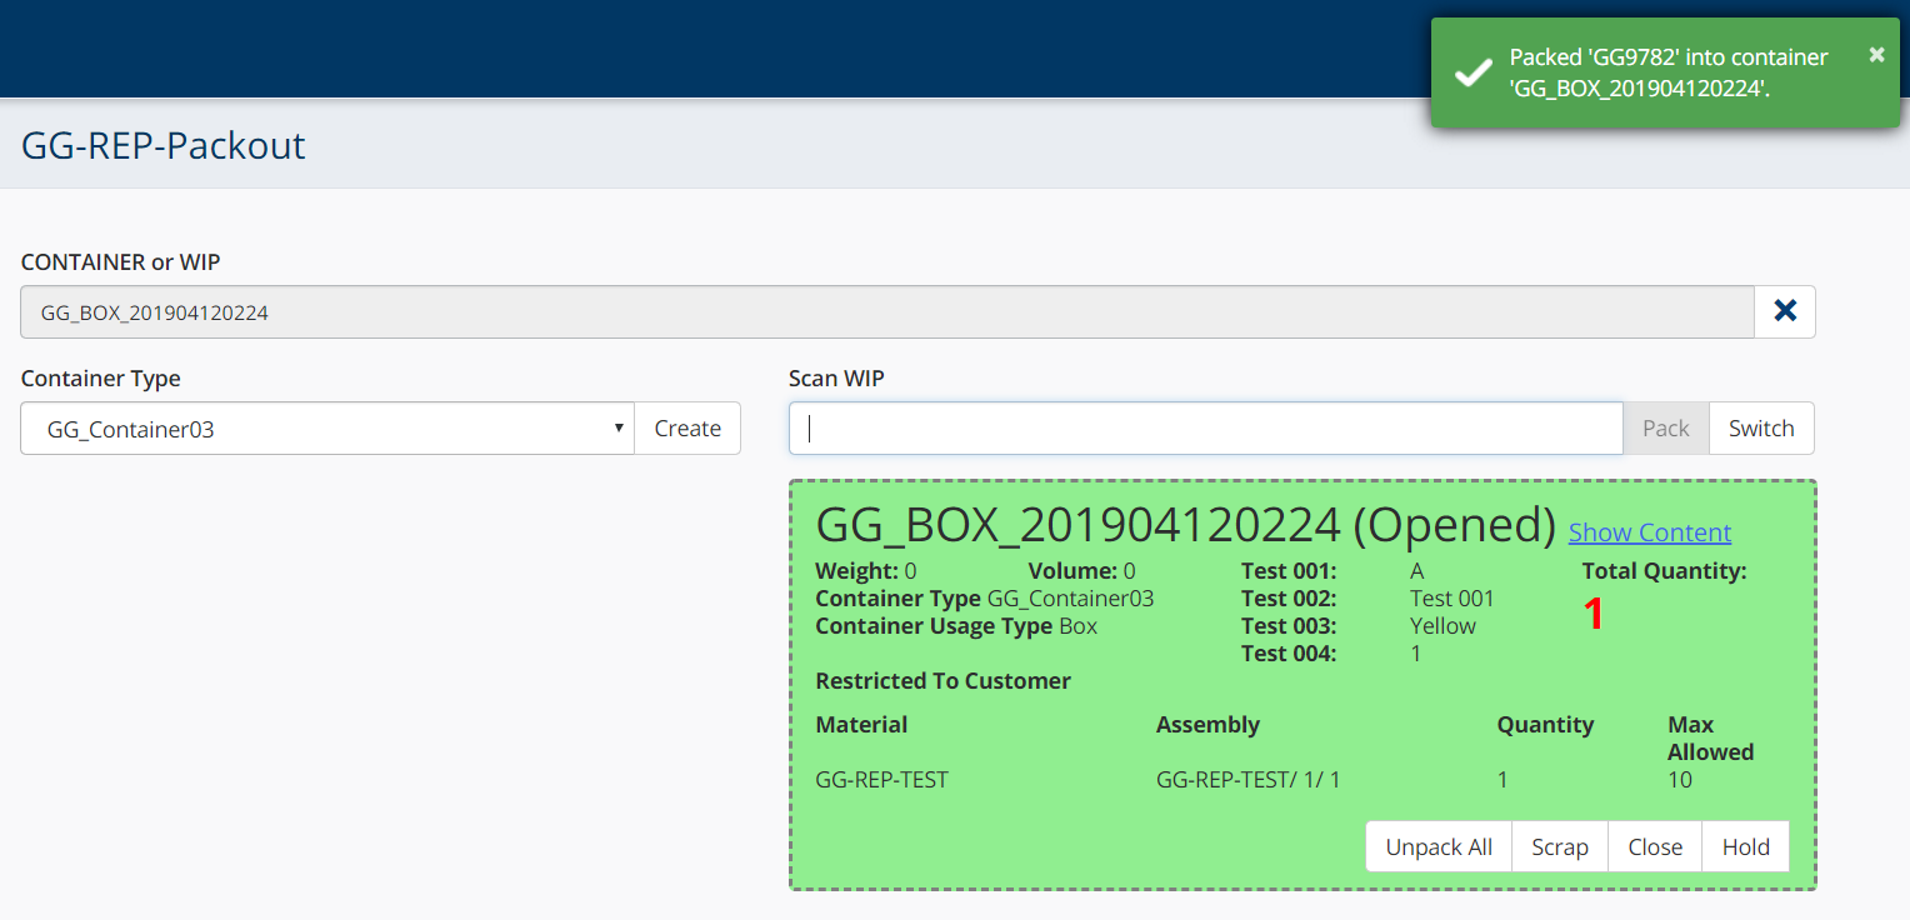 Packed 'GG9782' into container
'GG_BOX_201904120224'.
GG-REP-Packout
CONTAINER or WIP
GG_BOX_201904120224
Container Type
Scan WIP
GG_Container03
Create
Pack
Switch
GG_BOX_201904120224 (Opened) Show Content
Weight: 0 Volume: 0 Test 001: A Total Quantity:
Container Type GG_Container03 Test 002: Test 001
1
Container Usage Type Box Test 003: Yellow
Test 004: 1
Restricted To Customer
Material Assembly Quantity Max
Allowed
GG-REP-TEST GG-REP-TEST/ 1/ 1 1 10
Unpack All Scrap Close Hold